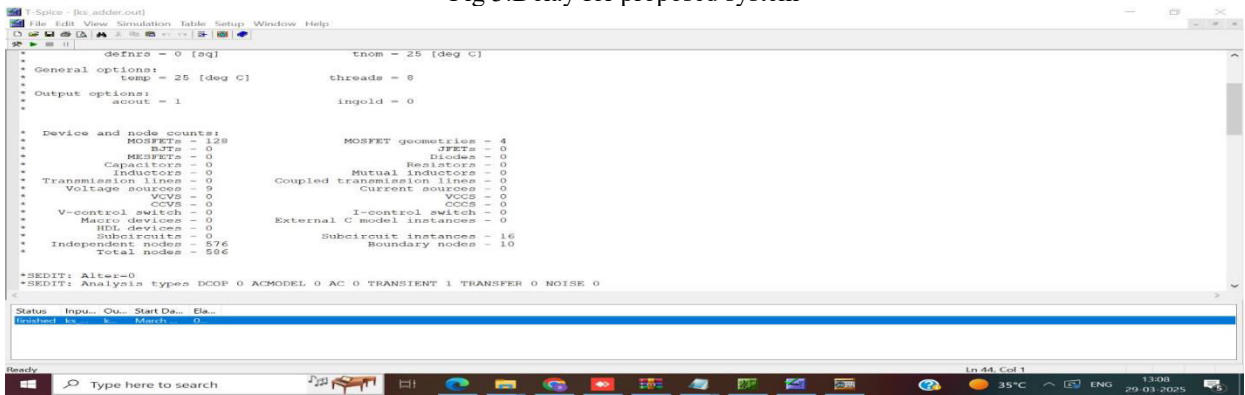 T-Spice - [ks_adder.out]
File Edit View Simulation Table Setup Window Help
* defnrs = 0 [sq] tnom = 25 [deg C]
*
* General options:
* temp = 25 [deg C] threads = 8
*
* Output options:
* acout = 1 ingold = 0
*
* Device and node counts:
* MOSFETs - 128 MOSFET geometries - 4
* BJTs - 0 JFETs - 0
* MESFETs - 0 Diodes - 0
* Capacitors - 0 Resistors - 0
* Inductors - 0 Mutual inductors - 0
* Transmission lines - 0 Coupled transmission lines - 0
* Voltage sources - 9 Current sources - 0
* VCVS - 0 VCCS - 0
* CCVS - 0 CCCS - 0
* V-control switch - 0 I-control switch - 0
* Macro devices - 0 External C model instances - 0
* HDL devices - 0
* Subcircuits - 0 Subcircuit instances - 16
* Independent nodes - 576 Boundary nodes - 10
* Total nodes - 586
*SEDIT: Alter=0
*SEDIT: Analysis types DCOP 0 ACMODEL 0 AC 0 TRANSIENT 1 TRANSFER 0 NOISE 0
Status Inpu... Ou... Start Da... Ela...
finished ks_... k... March ... 0...
Ready Ln 44, Col 1
Type here to search 35°C ENG 13:08
29-03-2025
5